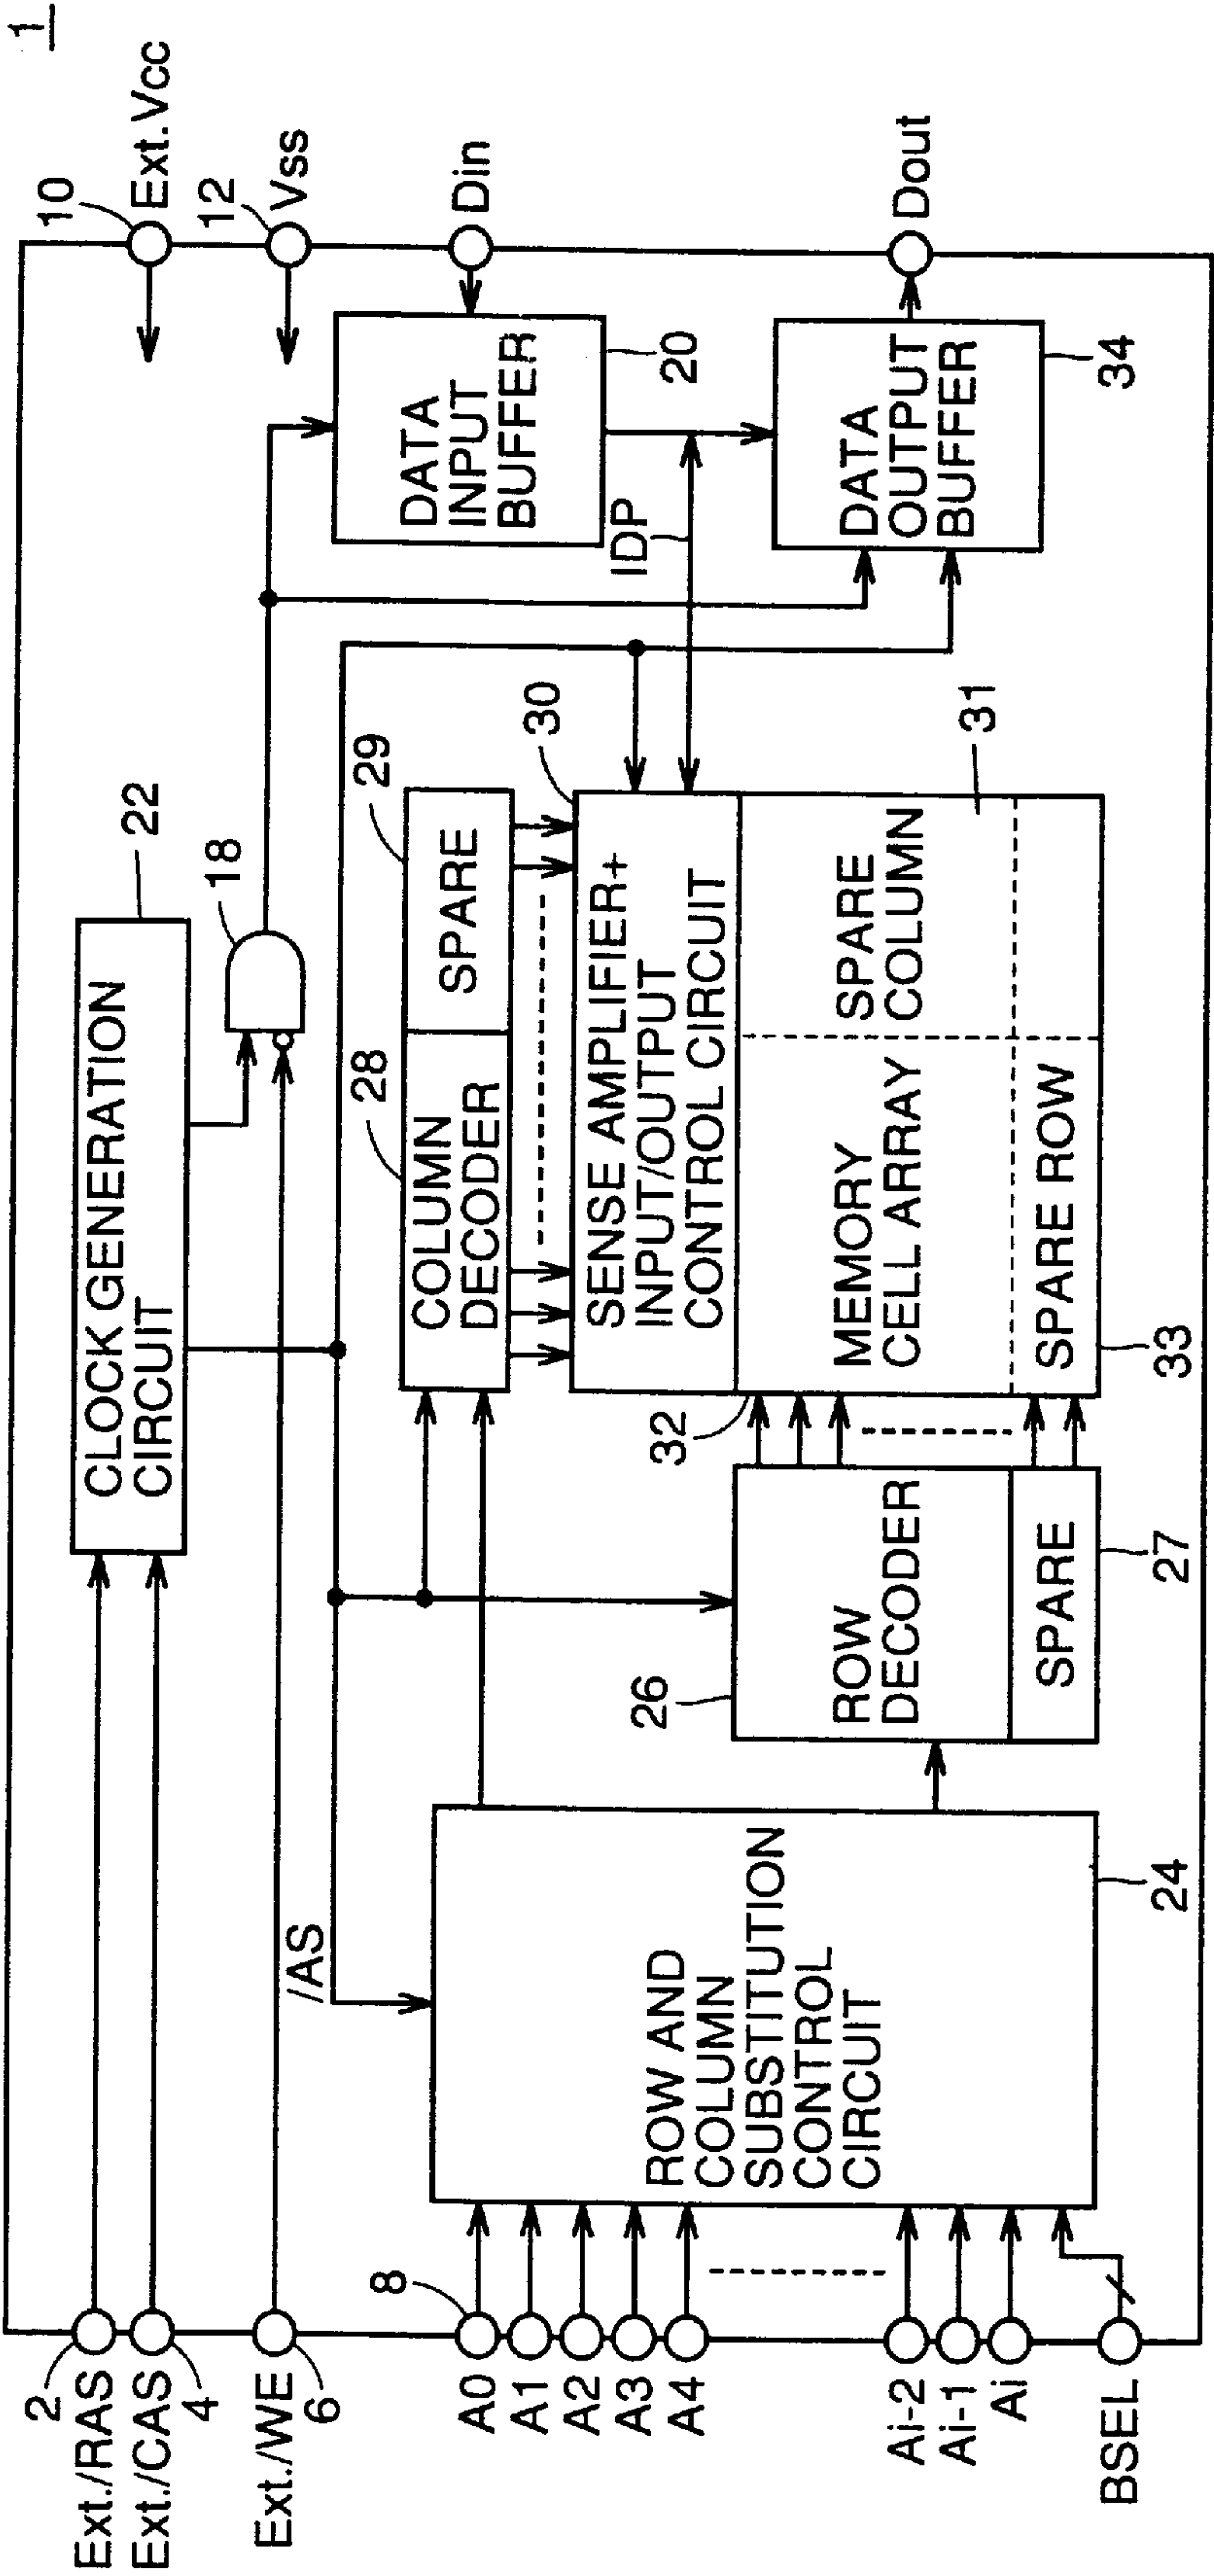 1
10
Ext.Vcc
12
Vss
Din
Dout
Ext./RAS
2
Ext./CAS
4
Ext./WE
6
CLOCK GENERATION
CIRCUIT
22
18
DATA
INPUT
BUFFER
20
IDP
DATA
OUTPUT
BUFFER
34
/AS
COLUMN
DECODER
28
SPARE
29
30
SENSE AMPLIFIER+
INPUT/OUTPUT
CONTROL CIRCUIT
MEMORY
CELL ARRAY
32
SPARE
COLUMN
31
SPARE ROW
33
ROW
DECODER
26
SPARE
27
ROW AND
COLUMN
SUBSTITUTION
CONTROL
CIRCUIT
24
8
A0
A1
A2
A3
A4
Ai-2
Ai-1
Ai
BSEL